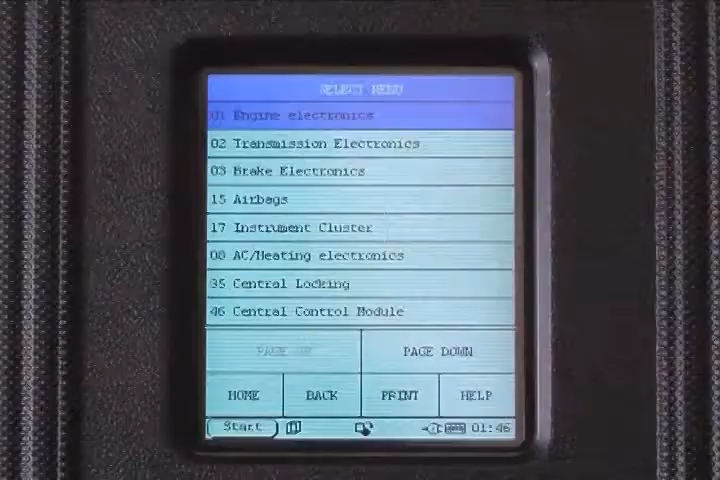 SELECT MENU
01 Engine electronics
02 Transmission Electronics
03 Brake Electronics
15 Airbags
17 Instrument Cluster
08 AC/Heating electronics
35 Central Locking
46 Central Control Module
PAGE UP PAGE DOWN
HOME BACK PRINT HELP
Start 01:46